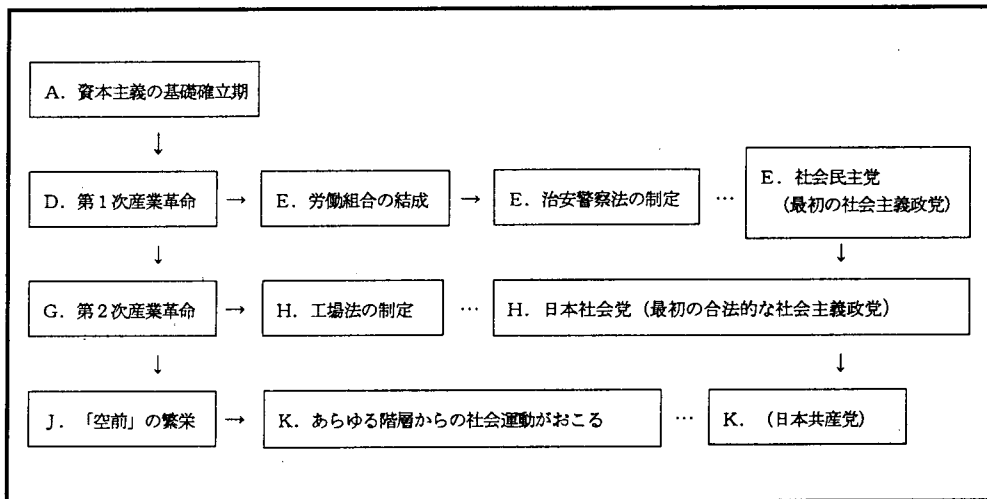 A．資本主義の基礎確立期
↓
D．第１次産業革命 → E．労働組合の結成 → E．治安警察法の制定 … E．社会民主党
（最初の社会主義政党）
↓ ↓
G．第２次産業革命 → H．工場法の制定 … H．日本社会党（最初の合法的な社会主義政党）
↓ ↓
J．「空前」の繁栄 → K．あらゆる階層からの社会運動がおこる … K．（日本共産党）